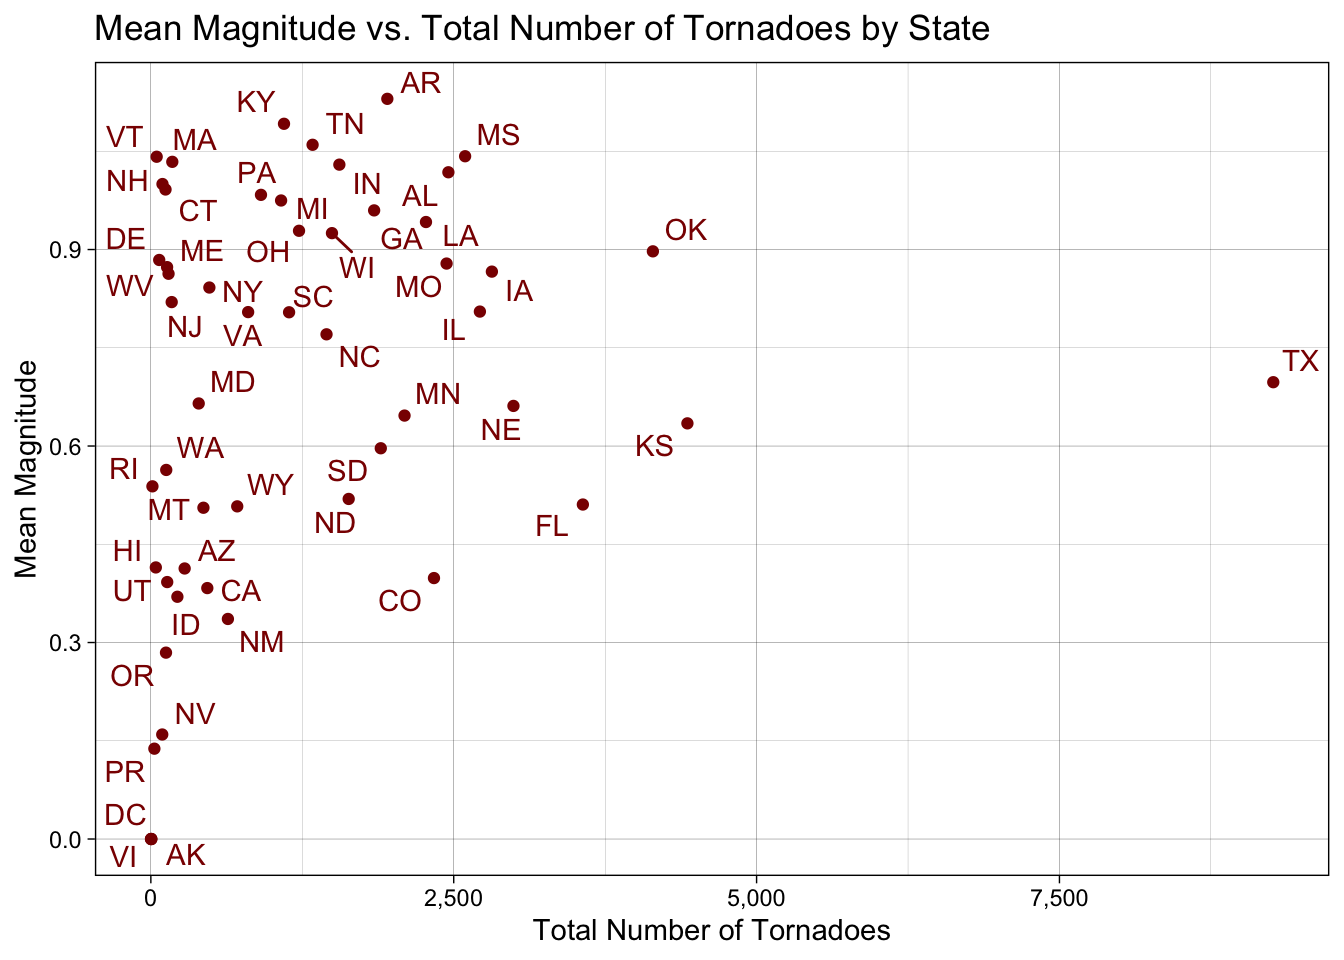 Mean Magnitude vs. Total Number of Tornadoes by State
AR
KY
TN
MS
VT
MA
PA
NH
IN
AL
CT
MI
OK
DE
ME
OH
GA
LA
WI
WV
MO
IA
NY
SC
NJ
VA
IL
NC
TX
MD
MN
NE
WA
KS
RI
SD
WY
MT
ND
FL
HI
AZ
UT
CA
CO
ID
NM
OR
NV
PR
DC
VI
AK
0.9
0.6
0.3
0.0
Mean Magnitude
0
2,500
5,000
7,500
Total Number of Tornadoes